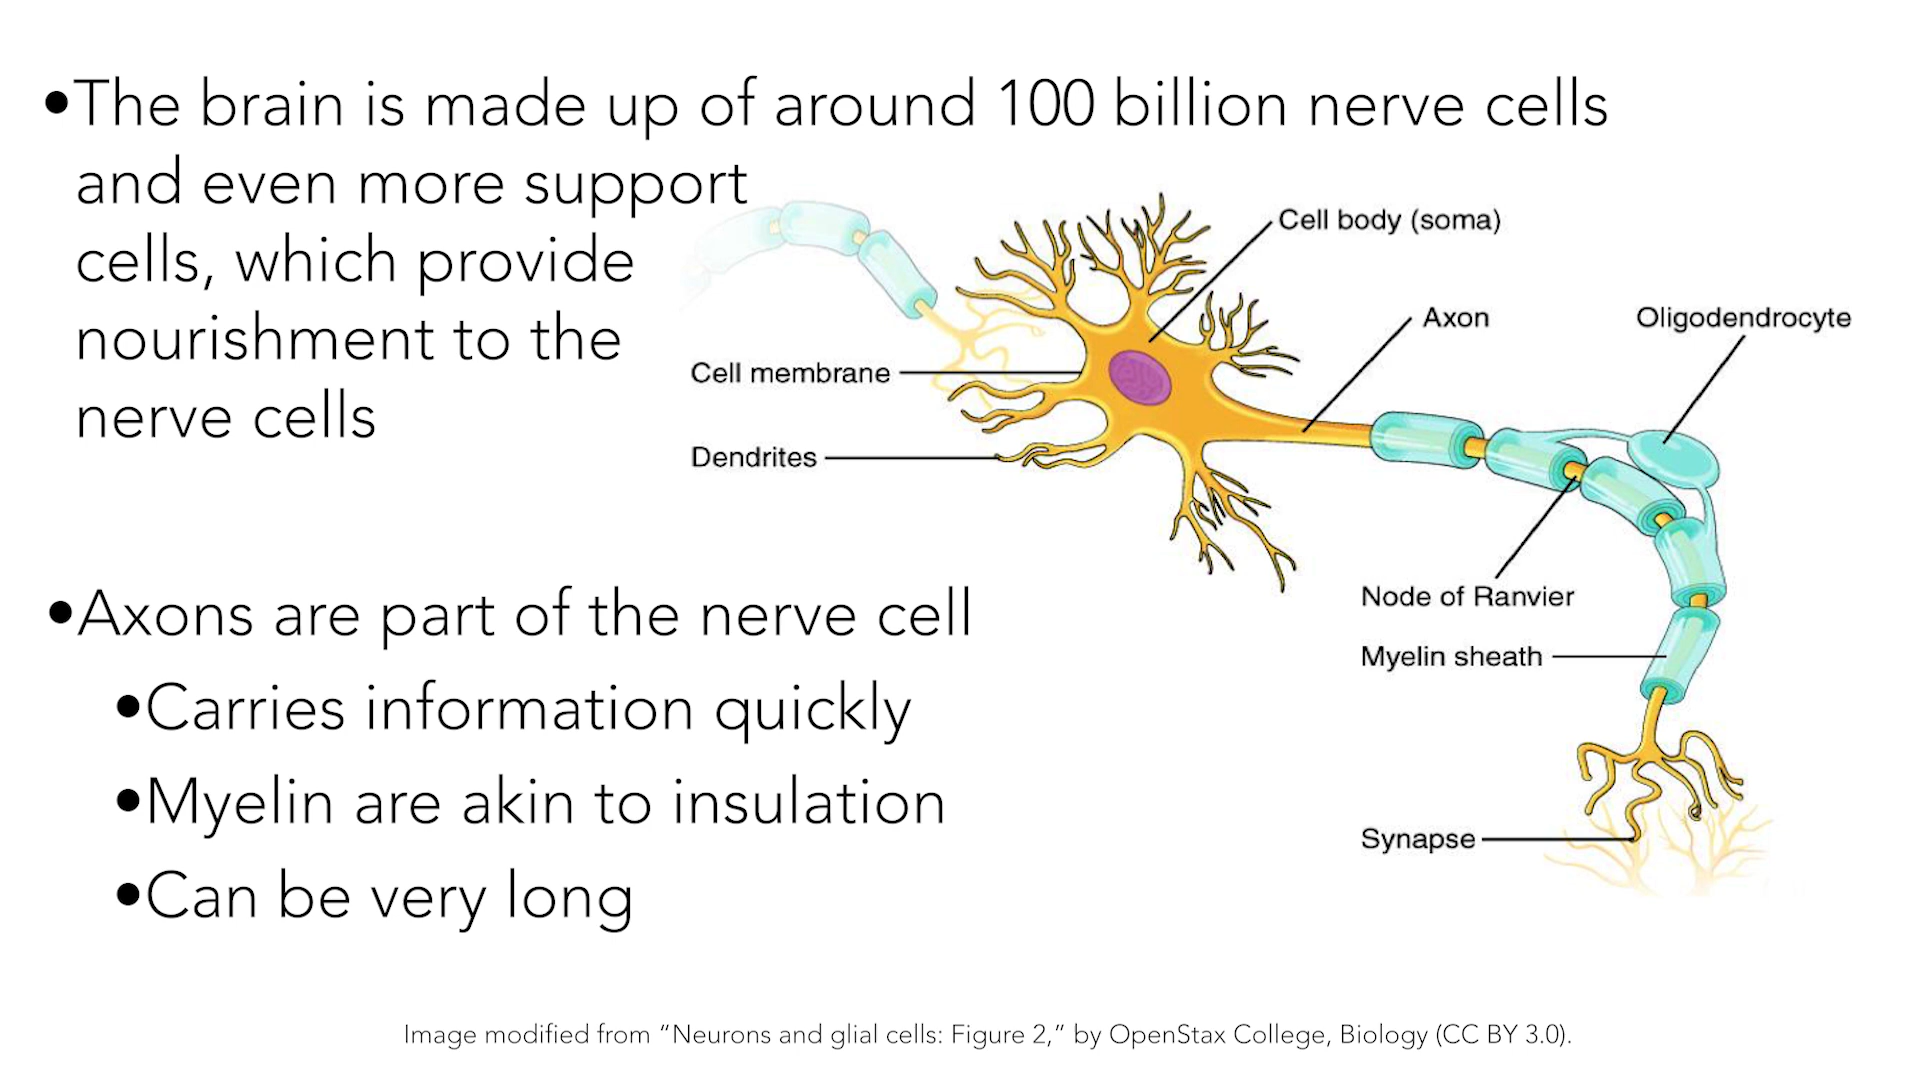 •The brain is made up of around 100 billion nerve cells
and even more support
cells, which provide
nourishment to the
nerve cells
Cell body (soma)
Axon
Oligodendrocyte
Cell membrane
Dendrites
Node of Ranvier
Myelin sheath
Synapse
•Axons are part of the nerve cell
•Carries information quickly
•Myelin are akin to insulation
•Can be very long
Image modified from “Neurons and glial cells: Figure 2,” by OpenStax College, Biology (CC BY 3.0).